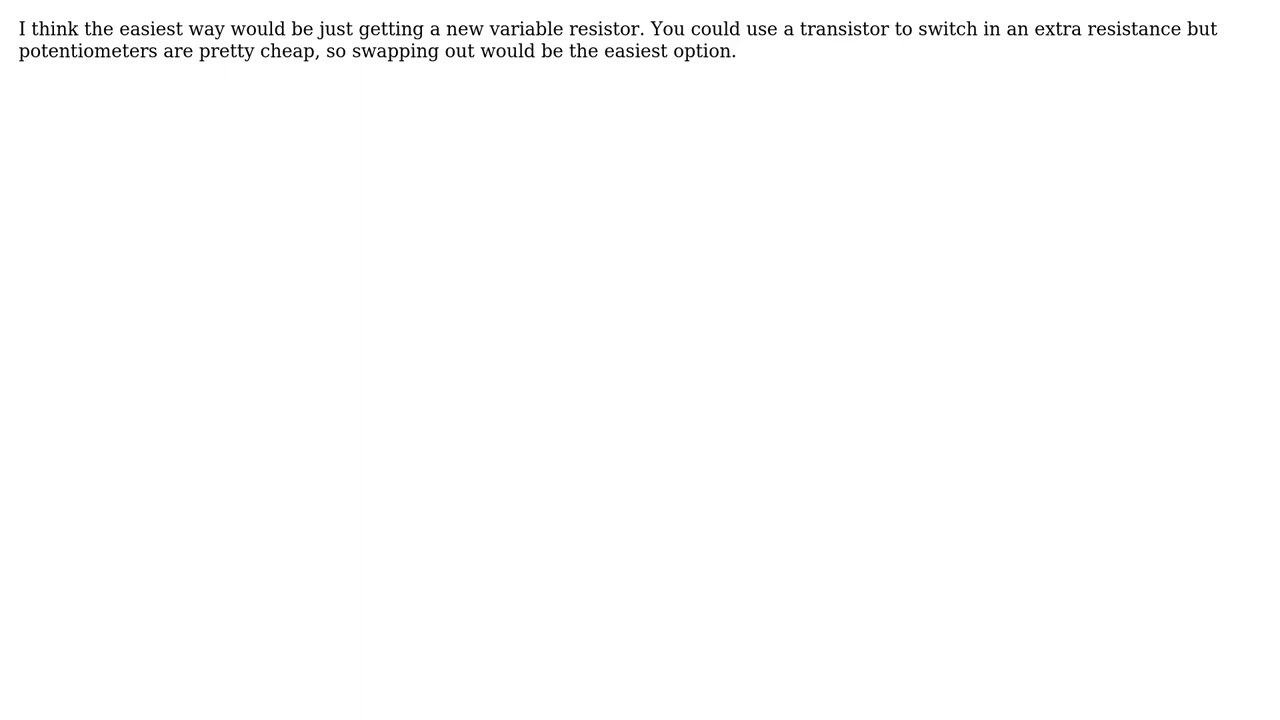 I think the easiest way would be just getting a new variable resistor. You could use a transistor to switch in an extra resistance but
potentiometers are pretty cheap, so swapping out would be the easiest option.